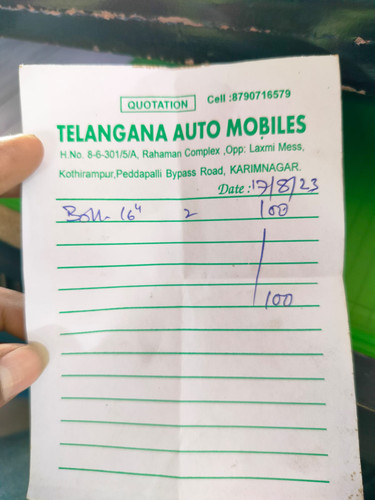 QUOTATION Cell :8790716579
TELANGANA AUTO MOBILES
H.No. 8-6-301/5/A, Rahaman Complex ,Opp: Laxmi Mess,
Kothirampur,Peddapalli Bypass Road, KARIMNAGAR.
Date :17/8/23
16" 2 100
100